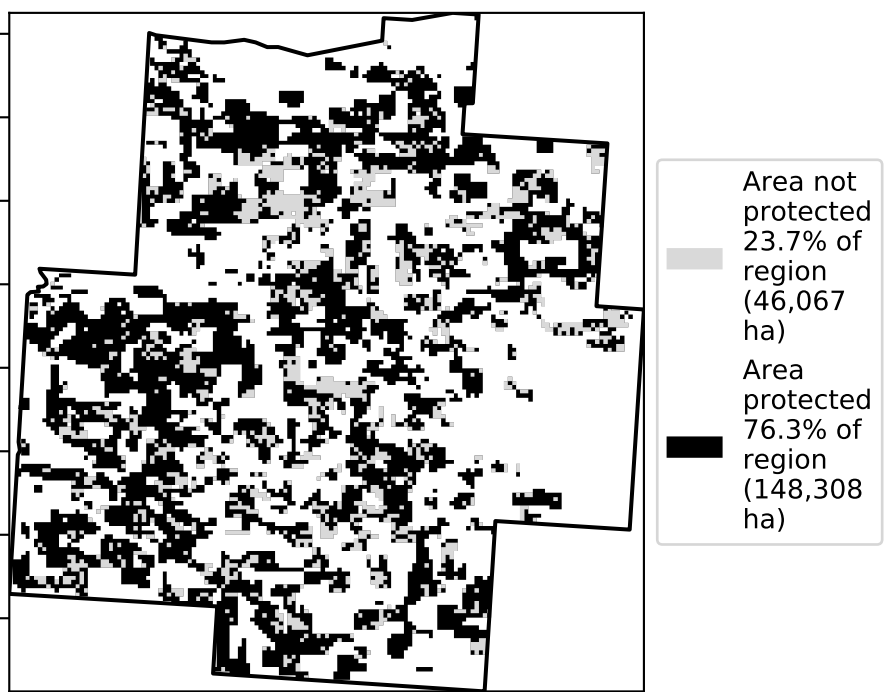 Area not
protected
23.7% of
region
(46,067
ha)
Area
protected
76.3% of
region
(148,308
ha)